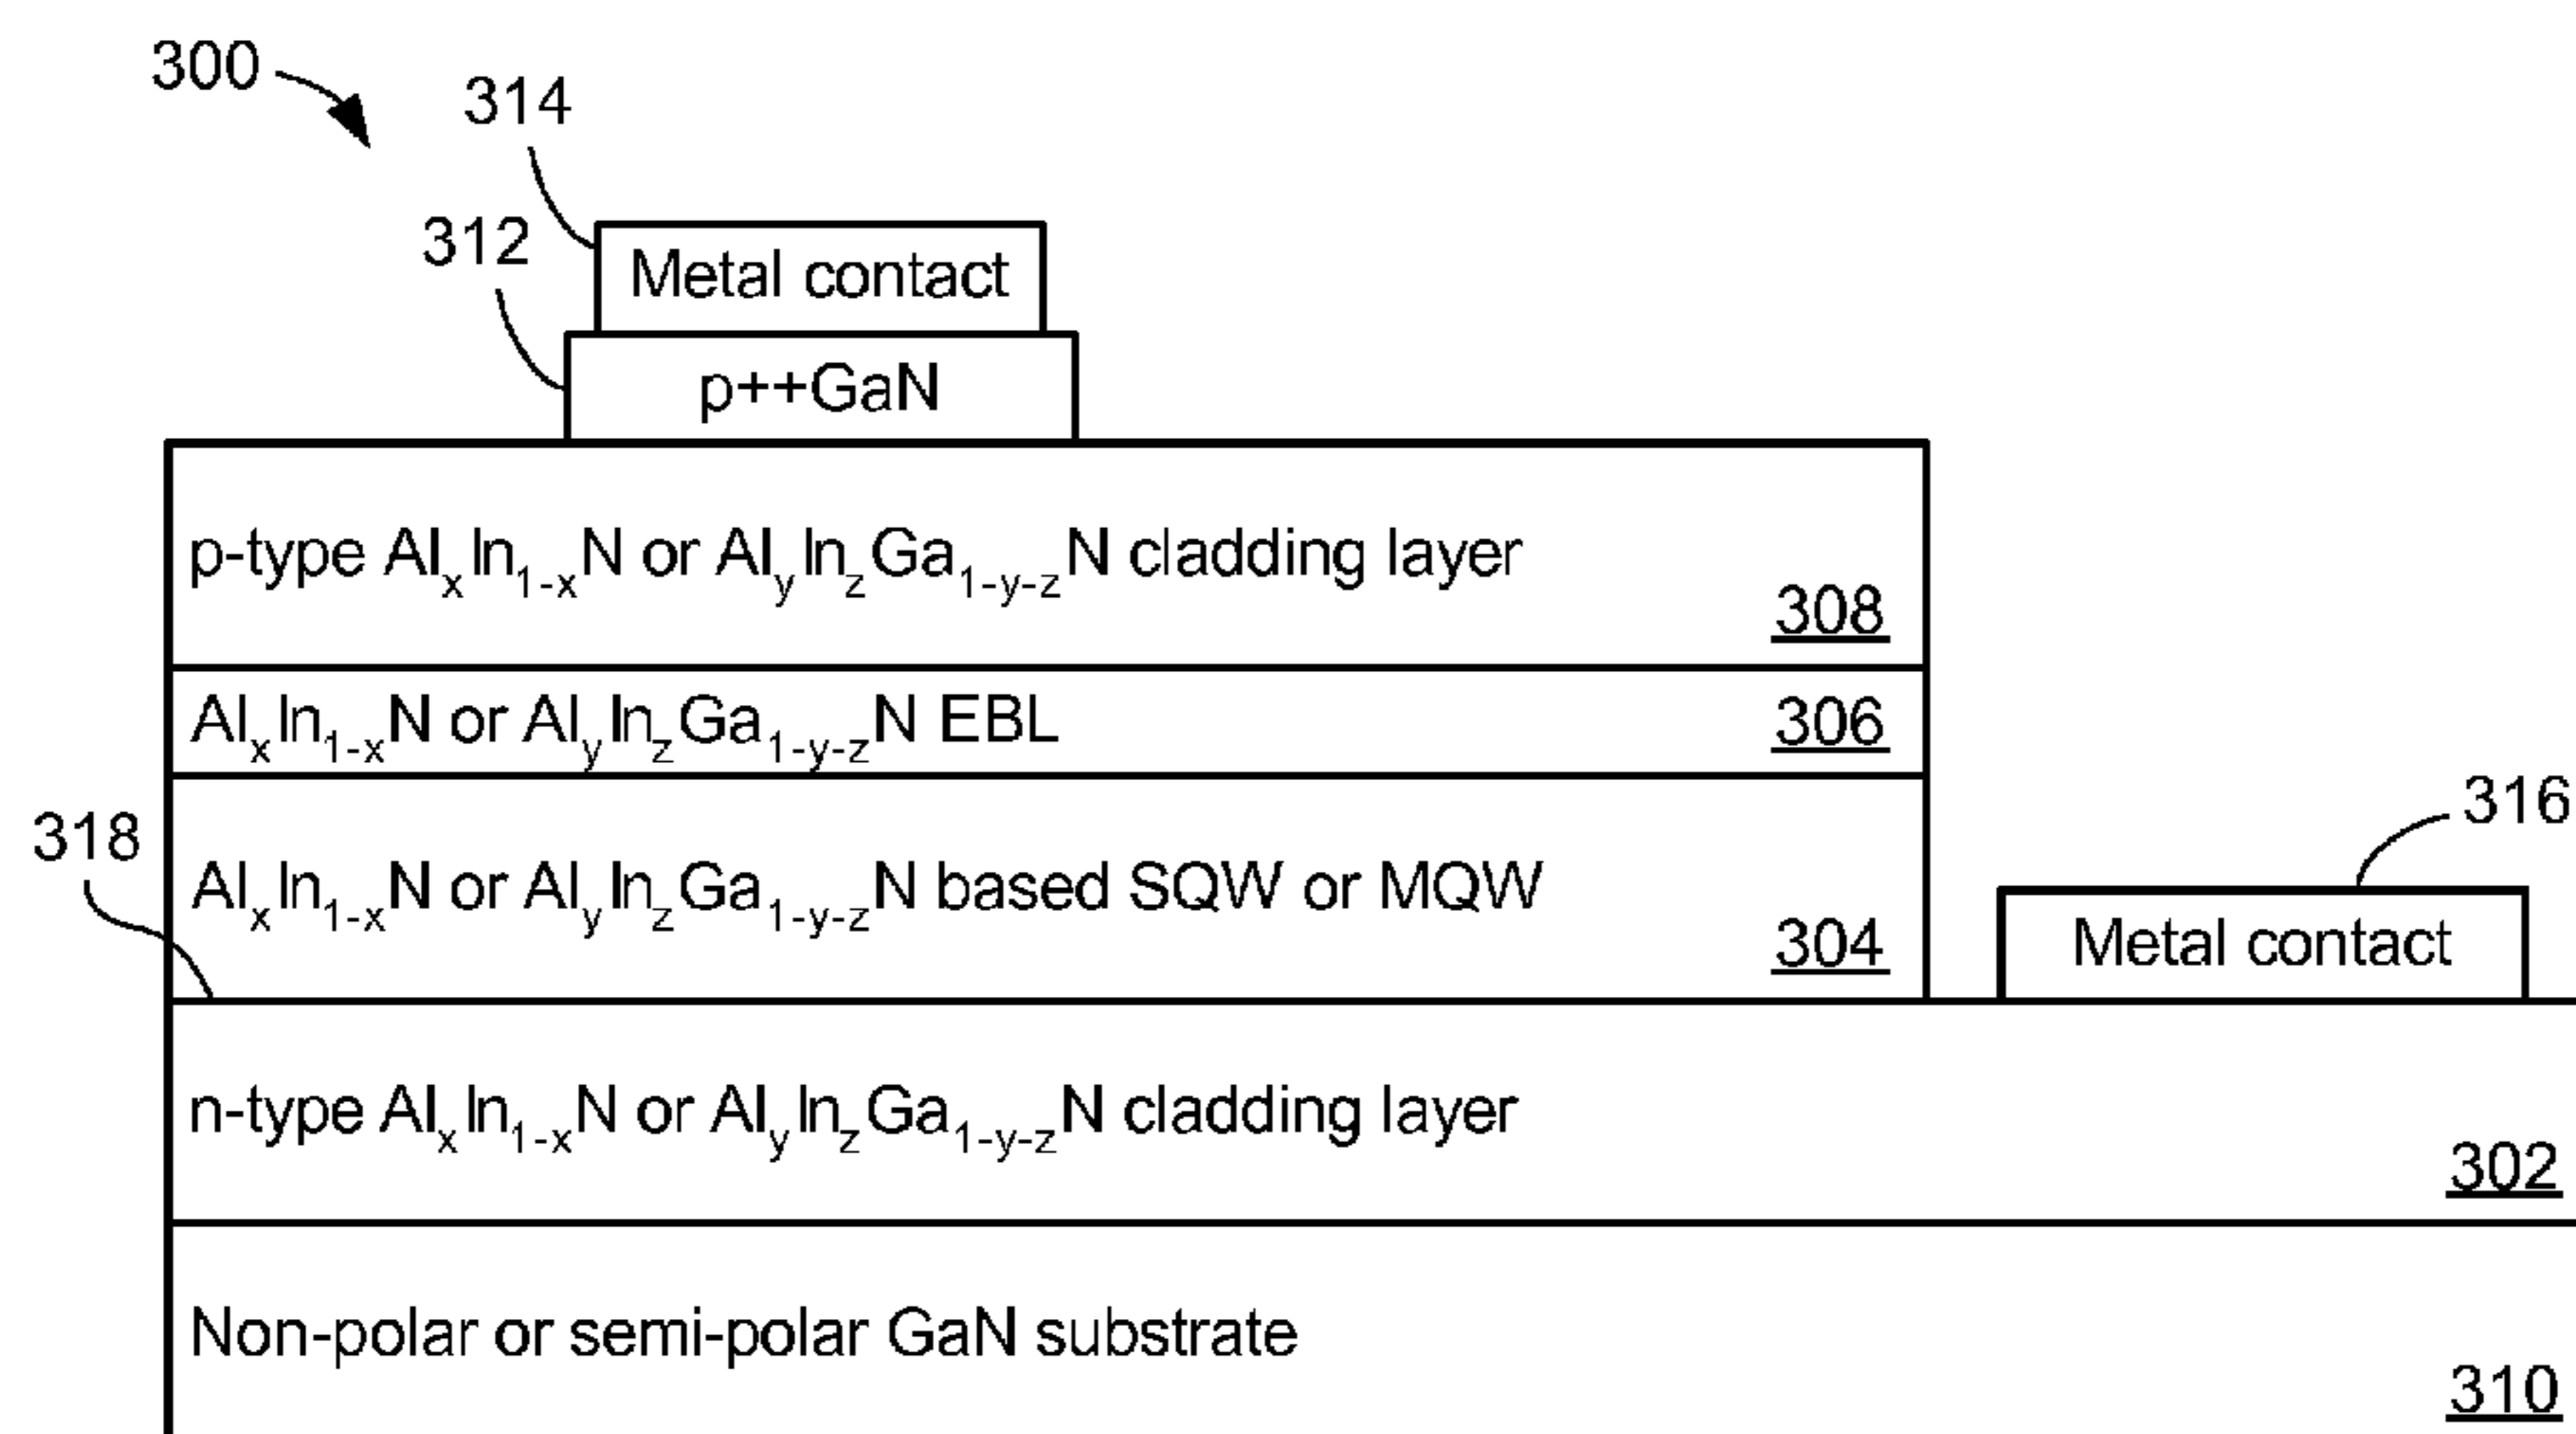 300
314
312
Metal contact
p++GaN
p-type AlₓIn₁₋ₓN or AlyInzGa1-y-zN cladding layer
308
AlₓIn₁₋ₓN or AlyInzGa1-y-zN EBL
306
318
316
AlₓIn₁₋ₓN or AlyInzGa1-y-zN based SQW or MQW
304
Metal contact
n-type AlₓIn₁₋ₓN or AlyInzGa1-y-zN cladding layer
302
Non-polar or semi-polar GaN substrate
310